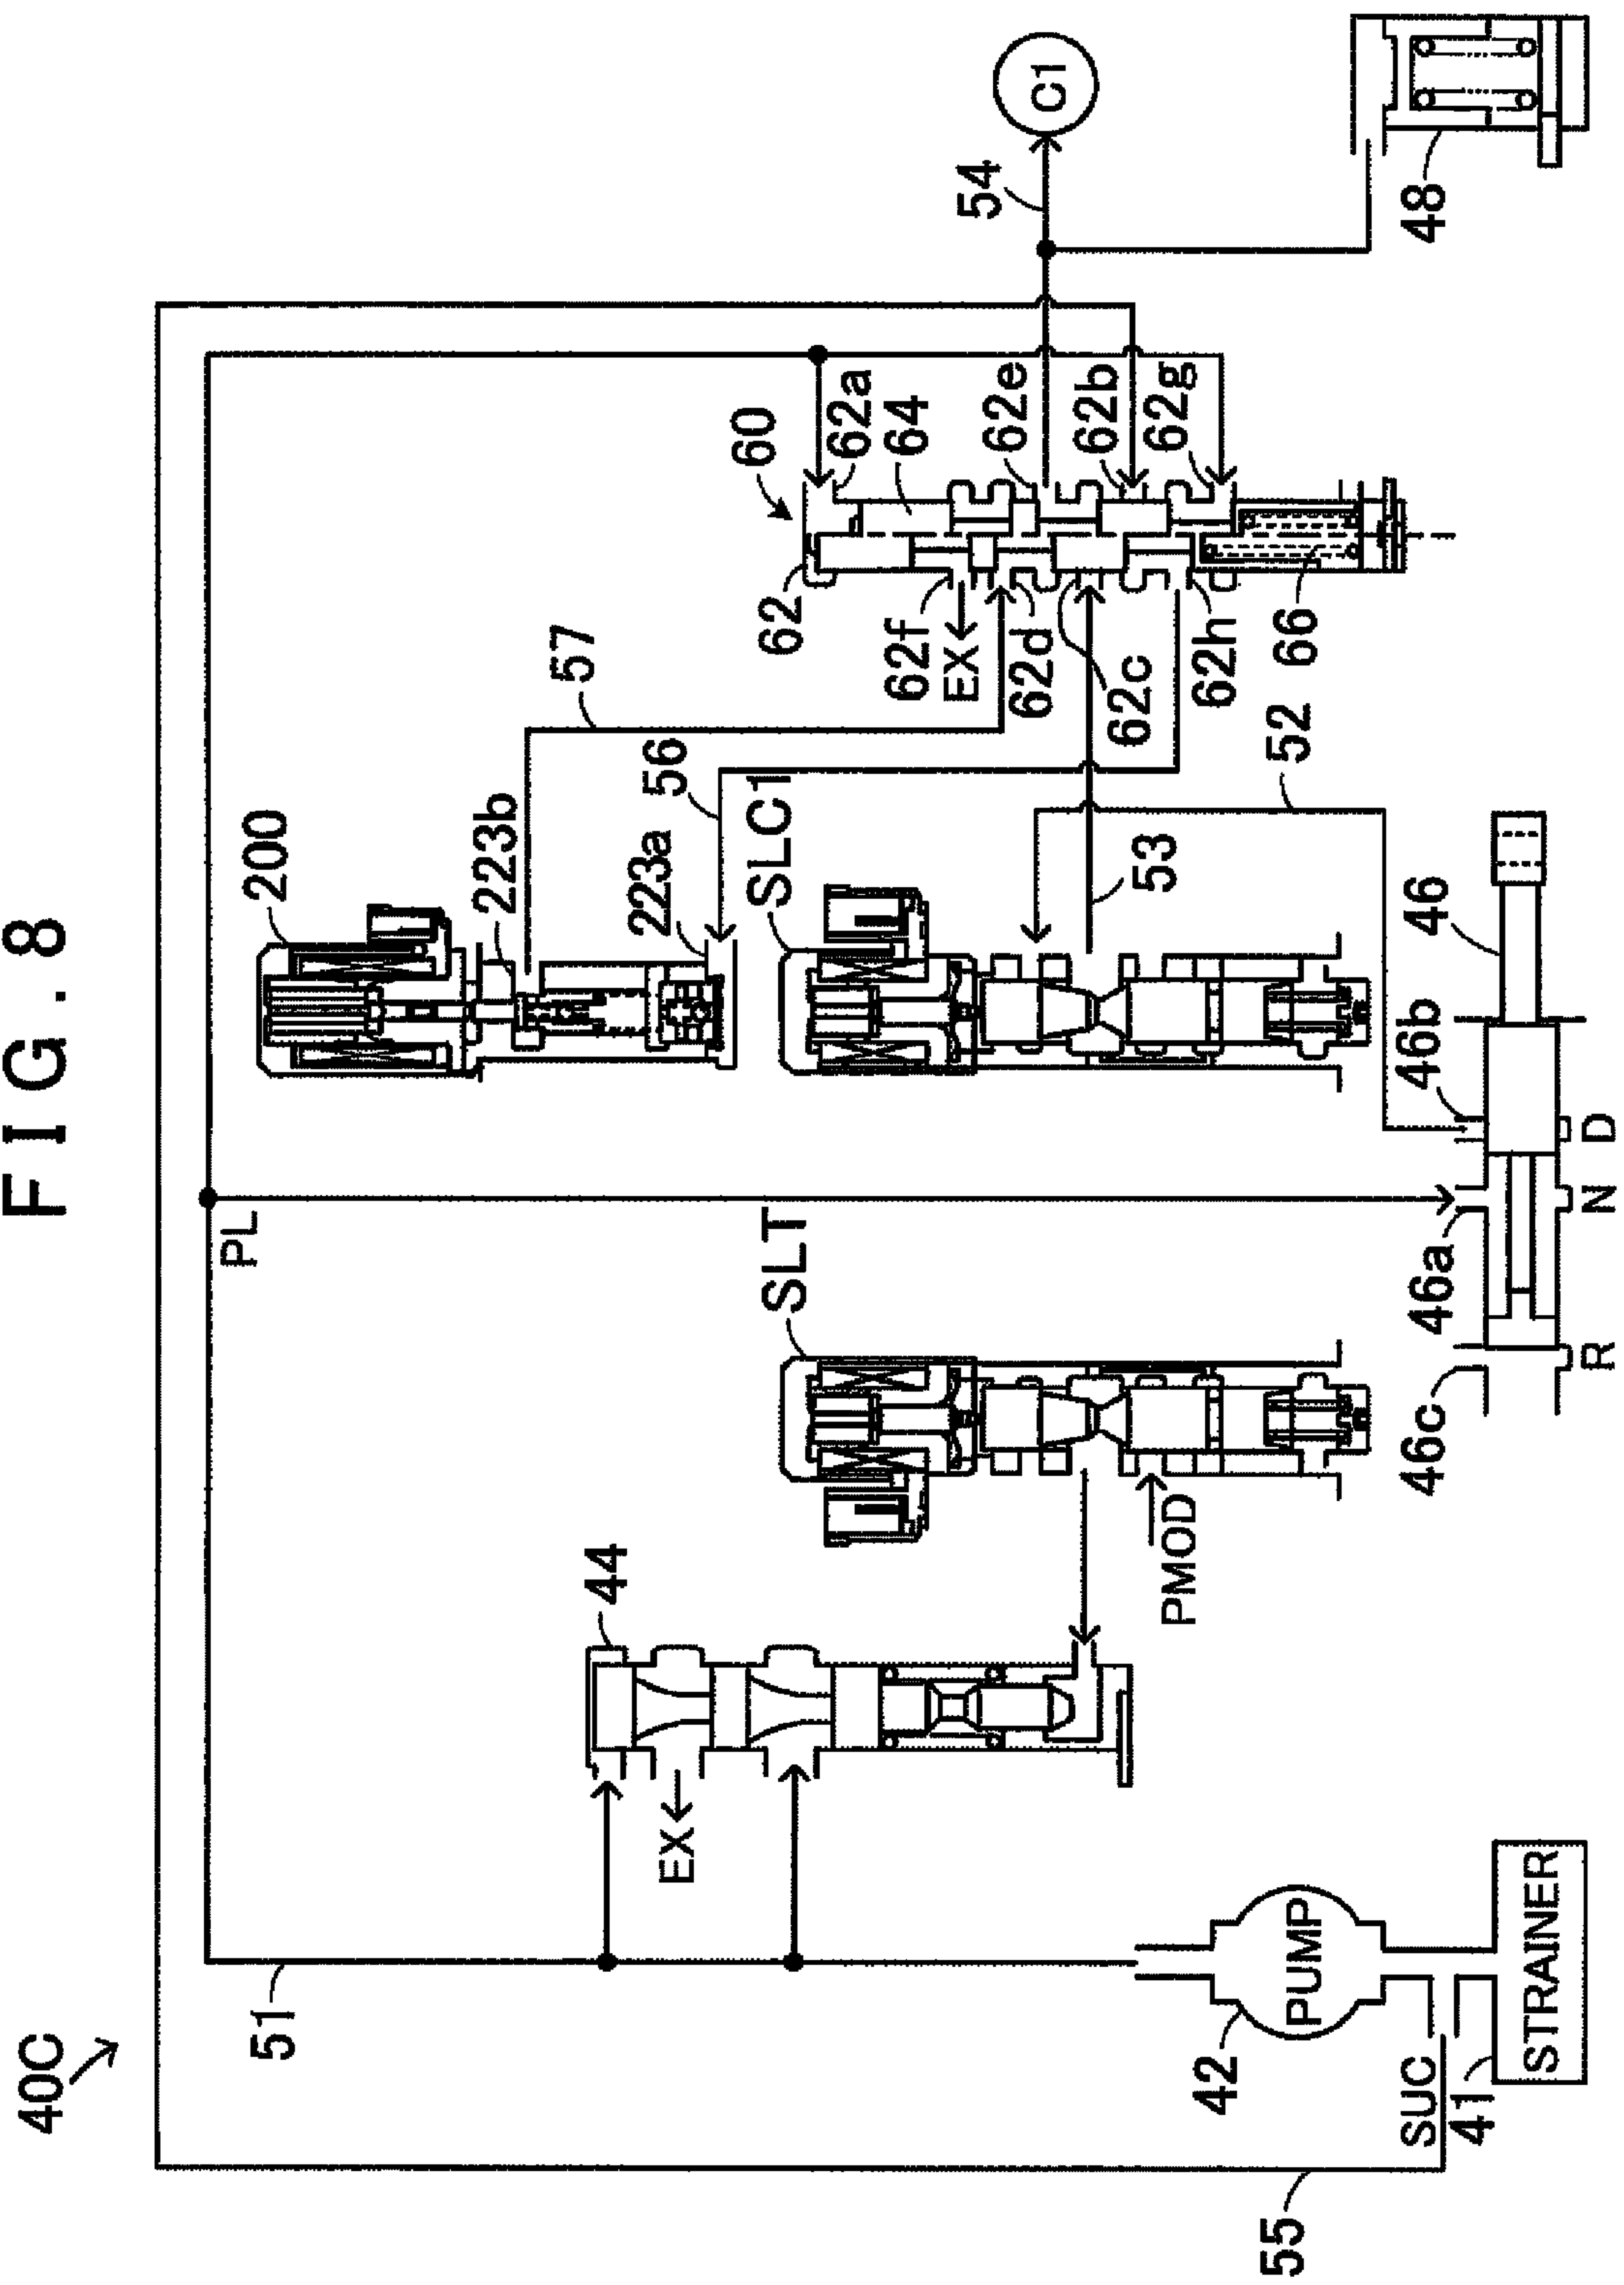 FIG. 8
40C
51
PL
200
223b
57
56
223a
SLC1
44
EX
SLT
PMOD
60
62
62a
64
62f
EX
62d
62e
62c
62b
62h
62g
66
54
C1
48
53
52
46
46b
46a
46c
D
N
R
42
PUMP
SUC
41
STRAINER
55